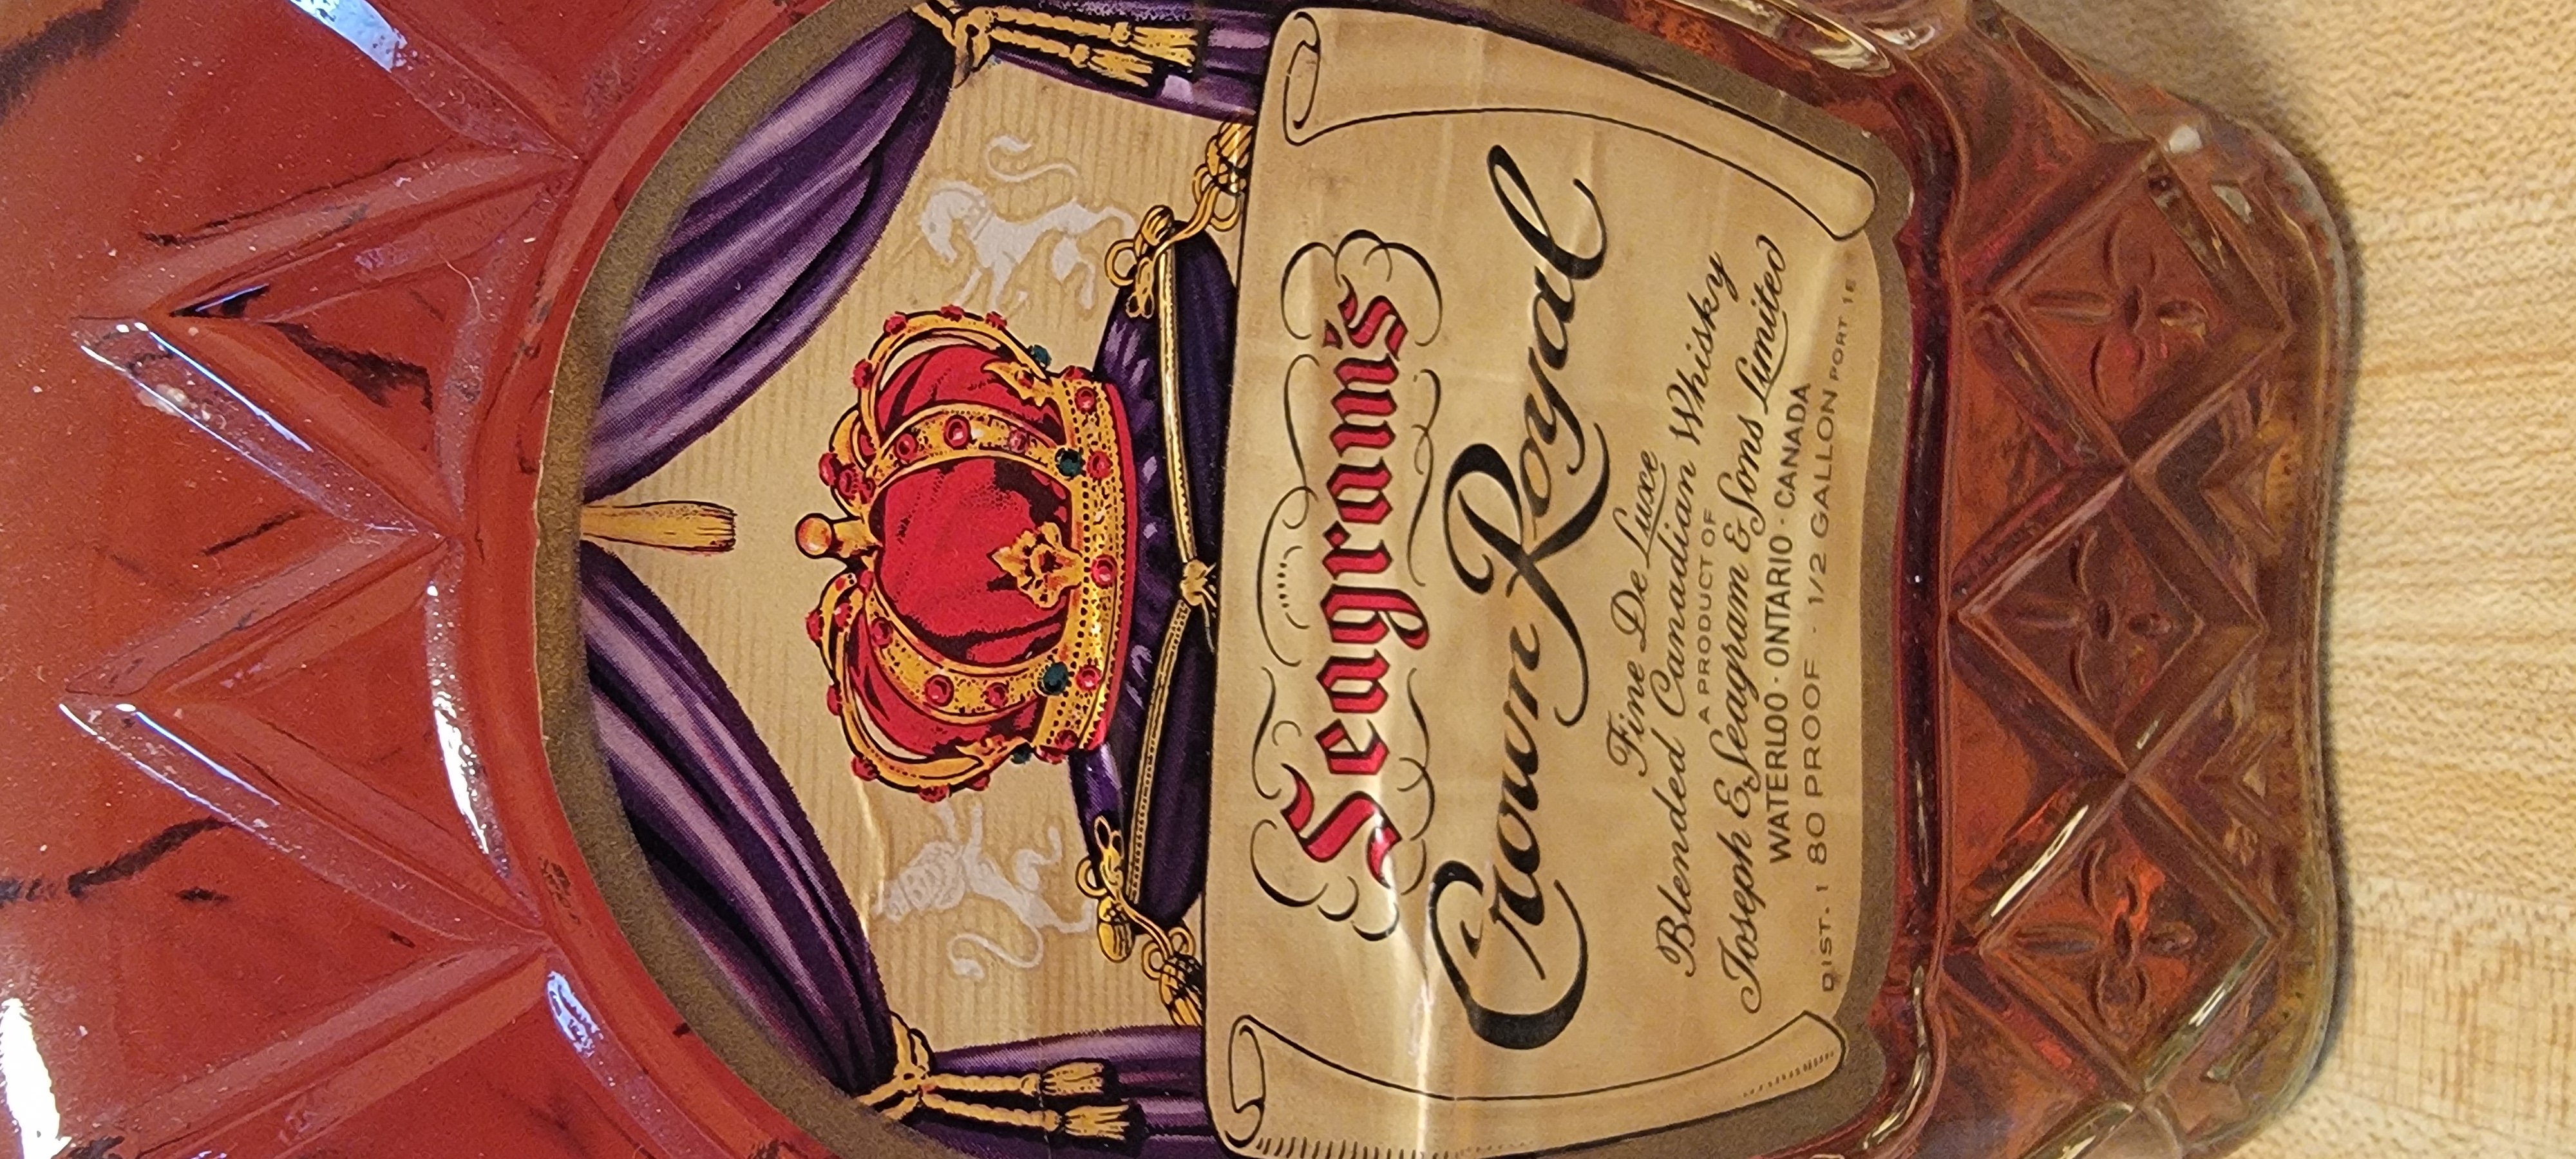 Seagram's
Crown Royal
Fine De Luxe
Blended Canadian Whisky
A PRODUCT OF
Joseph E. Seagram & Sons Limited
WATERLOO · ONTARIO · CANADA
DIST. 1 80 PROOF - 1/2 GALLON PORT 1E